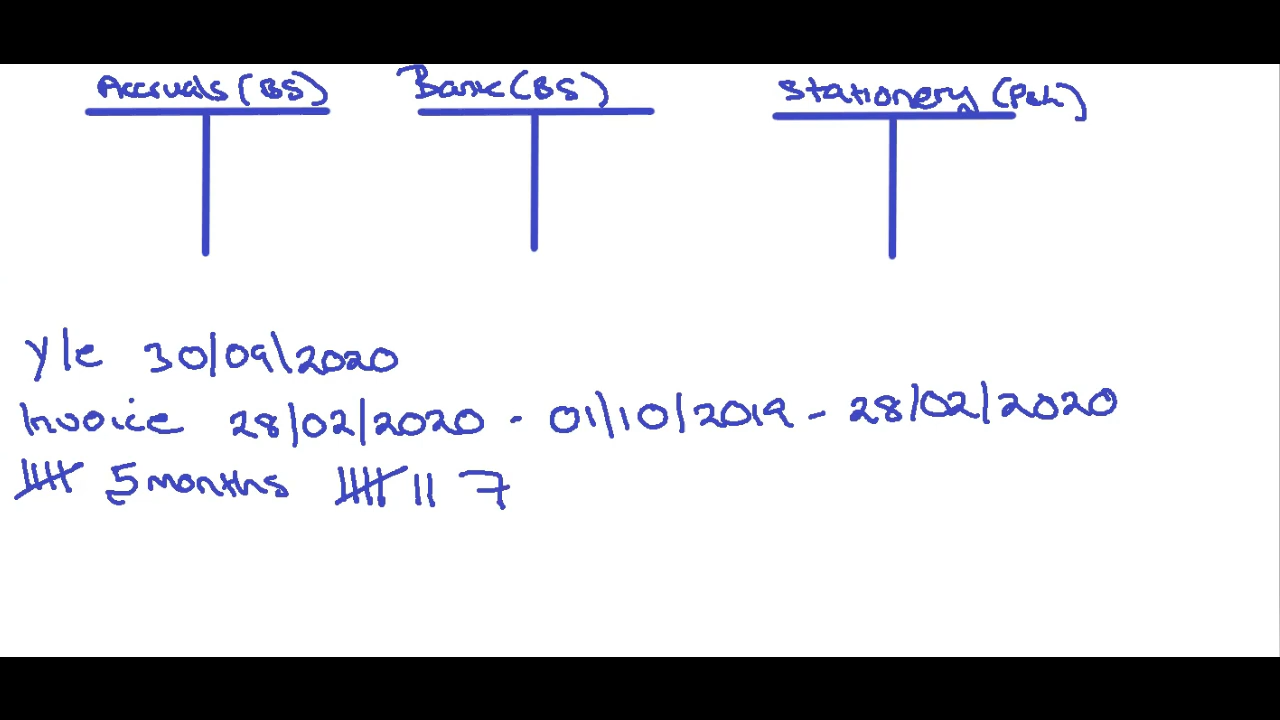 Accruals (BS) Bank (BS) Stationery (P&L)
Y/e 30/09/2020
Invoice 28/02/2020 - 01/10/2019 - 28/02/2020
5 months 7